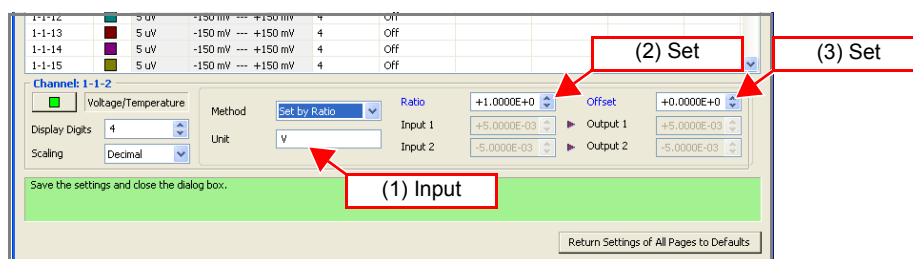 1-1-12 5 uV -150 mV --- +150 mV 4 Off
1-1-13 5 uV -150 mV --- +150 mV 4 Off
1-1-14 5 uV -150 mV --- +150 mV 4 Off
1-1-15 5 uV -150 mV --- +150 mV 4 Off
(2) Set (3) Set
Channel: 1-1-2
Voltage/Temperature Method Set by Ratio Ratio +1.0000E+0 Offset +0.0000E+0
Display Digits 4 Unit V Input 1 +5.0000E-03 Output 1 +5.0000E-03
Scaling Decimal Input 2 -5.0000E-03 Output 2 -5.0000E-03
(1) Input
Save the settings and close the dialog box.
Return Settings of All Pages to Defaults